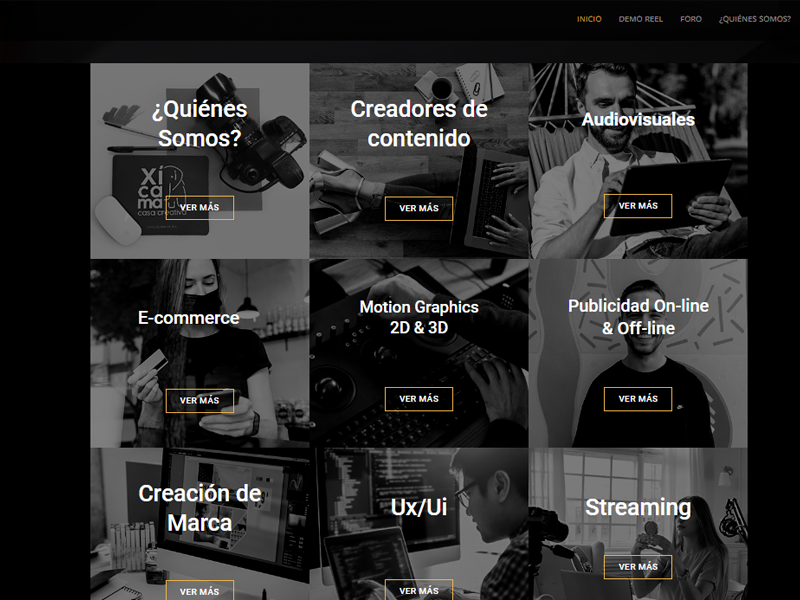 INICIO DEMO REEL FORO ¿QUIÉNES SOMOS?
¿Quiénes
Somos?
Xí
ca
ma
casa creativa
VER MÁS
Creadores de
contenido
VER MÁS
Audiovisuales
VER MÁS
E-commerce
VER MÁS
Motion Graphics
2D & 3D
VER MÁS
Publicidad On-line
& Off-line
VER MÁS
Creación de
Marca
VER MÁS
Ux/Ui
VER MÁS
Streaming
VER MÁS